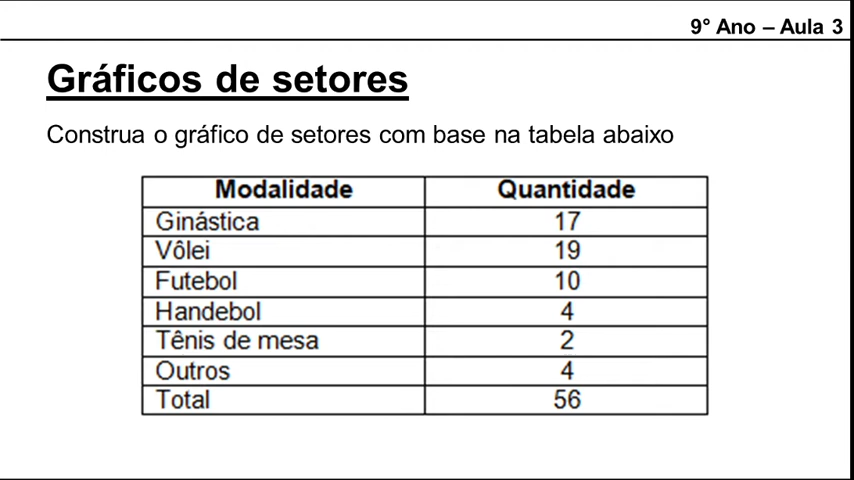 9° Ano – Aula 3
Gráficos de setores
Construa o gráfico de setores com base na tabela abaixo
Modalidade Quantidade
Ginástica 17
Vôlei 19
Futebol 10
Handebol 4
Tênis de mesa 2
Outros 4
Total 56